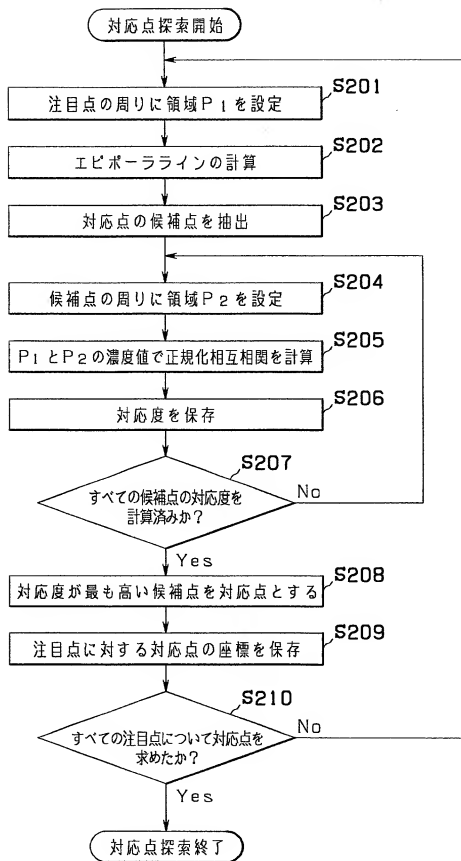 対応点探索開始
S201
注目点の周りに領域P₁を設定
S202
エピポーララインの計算
S203
対応点の候補点を抽出
S204
候補点の周りに領域P₂を設定
S205
P₁とP₂の濃度値で正規化相互相関を計算
S206
対応度を保存
S207
すべての候補点の対応度を
計算済みか?
No
Yes
S208
対応度が最も高い候補点を対応点とする
S209
注目点に対する対応点の座標を保存
S210
すべての注目点について対応点を
求めたか?
No
Yes
対応点探索終了